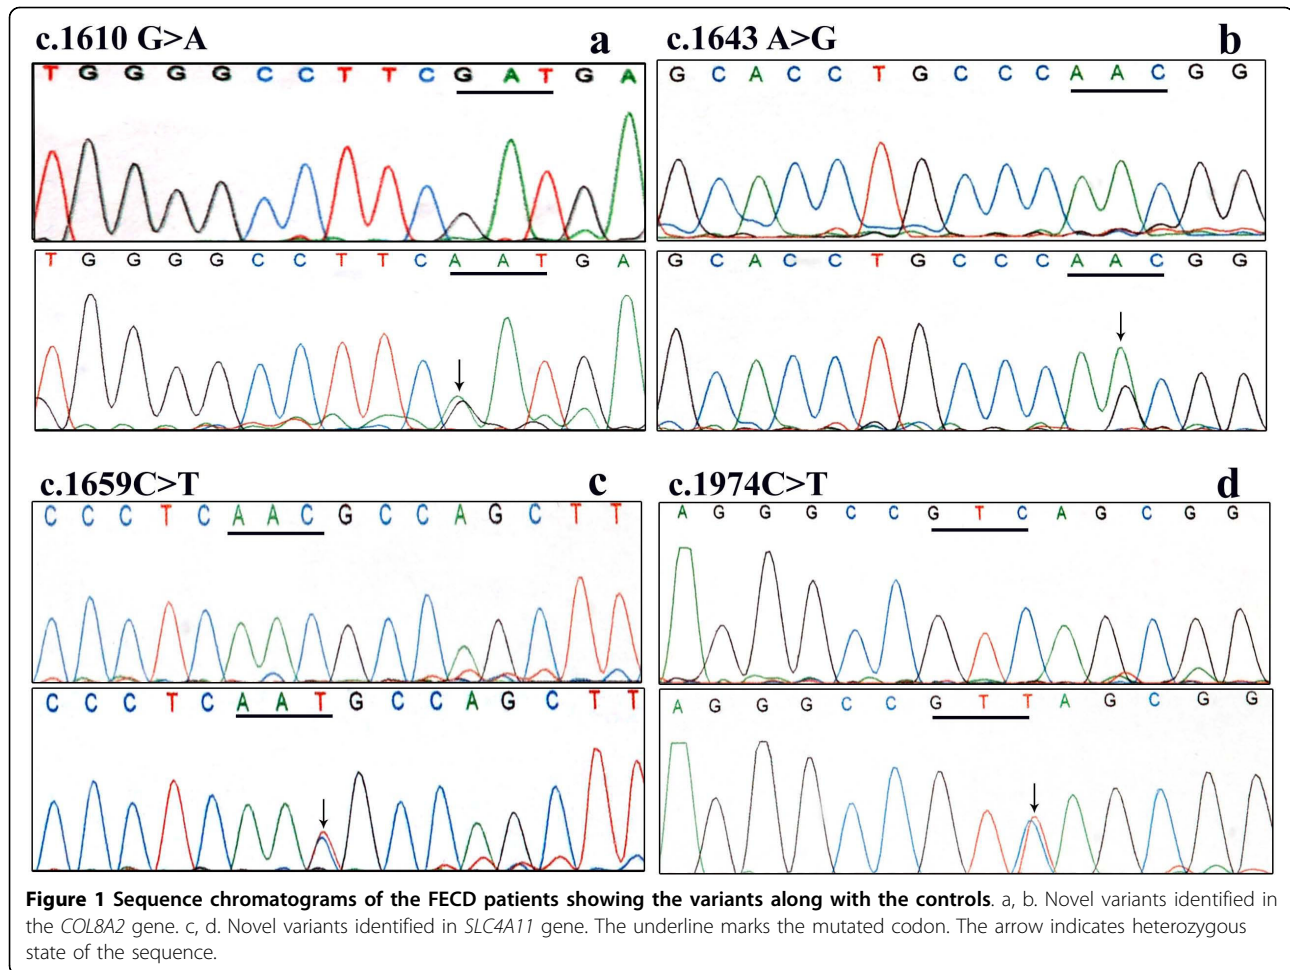 c.1610 G>A a
T G G G G C C T T C G A T G A
T G G G G C C T T C A A T G A
c.1643 A>G b
G C A C C T G C C C A A C G G
G C A C C T G C C C A A C G G
c.1659C>T c
C C C T C A A C G C C A G C T T
C C C T C A A T G C C A G C T T
c.1974C>T d
A G G G C C G T C A G C G G
A G G G C C G T T A G C G G
Figure 1 Sequence chromatograms of the FECD patients showing the variants along with the controls. a, b. Novel variants identified in
the COL8A2 gene. c, d. Novel variants identified in SLC4A11 gene. The underline marks the mutated codon. The arrow indicates heterozygous
state of the sequence.